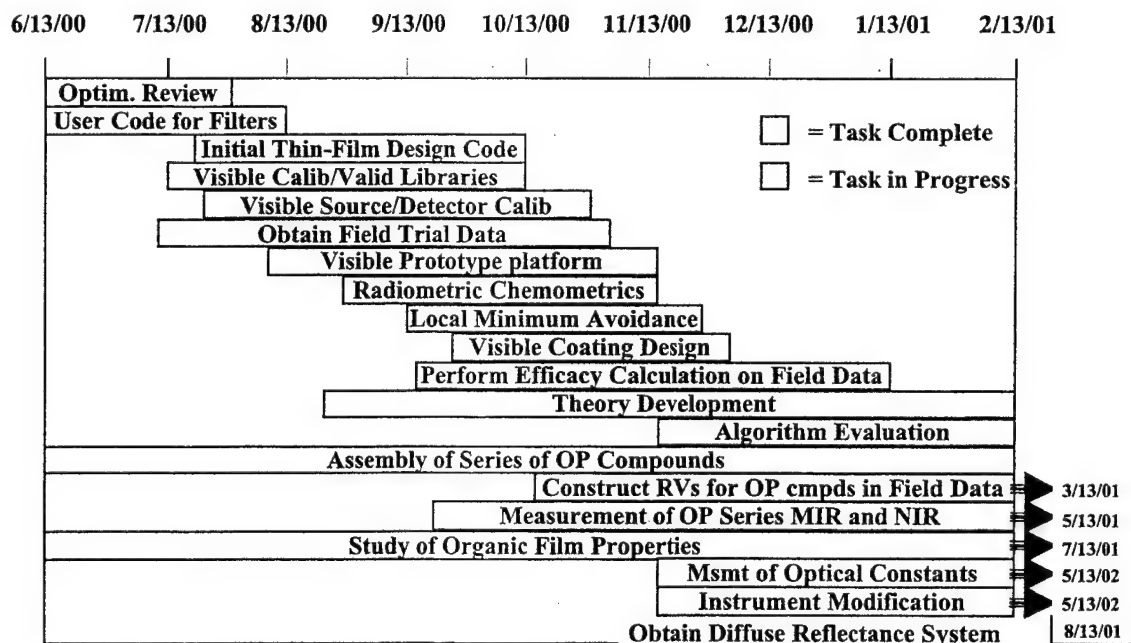 6/13/00 7/13/00 8/13/00 9/13/00 10/13/00 11/13/00 12/13/00 1/13/01 2/13/01
Optim. Review
User Code for Filters
= Task Complete
Initial Thin-Film Design Code
Visible Calib/Valid Libraries
= Task in Progress
Visible Source/Detector Calib
Obtain Field Trial Data
Visible Prototype platform
Radiometric Chemometrics
Local Minimum Avoidance
Visible Coating Design
Perform Efficacy Calculation on Field Data
Theory Development
Algorithm Evaluation
Assembly of Series of OP Compounds
Construct RVs for OP cmpds in Field Data 3/13/01
Measurement of OP Series MIR and NIR 5/13/01
Study of Organic Film Properties 7/13/01
Msmt of Optical Constants 5/13/02
Instrument Modification 5/13/02
Obtain Diffuse Reflectance System 8/13/01